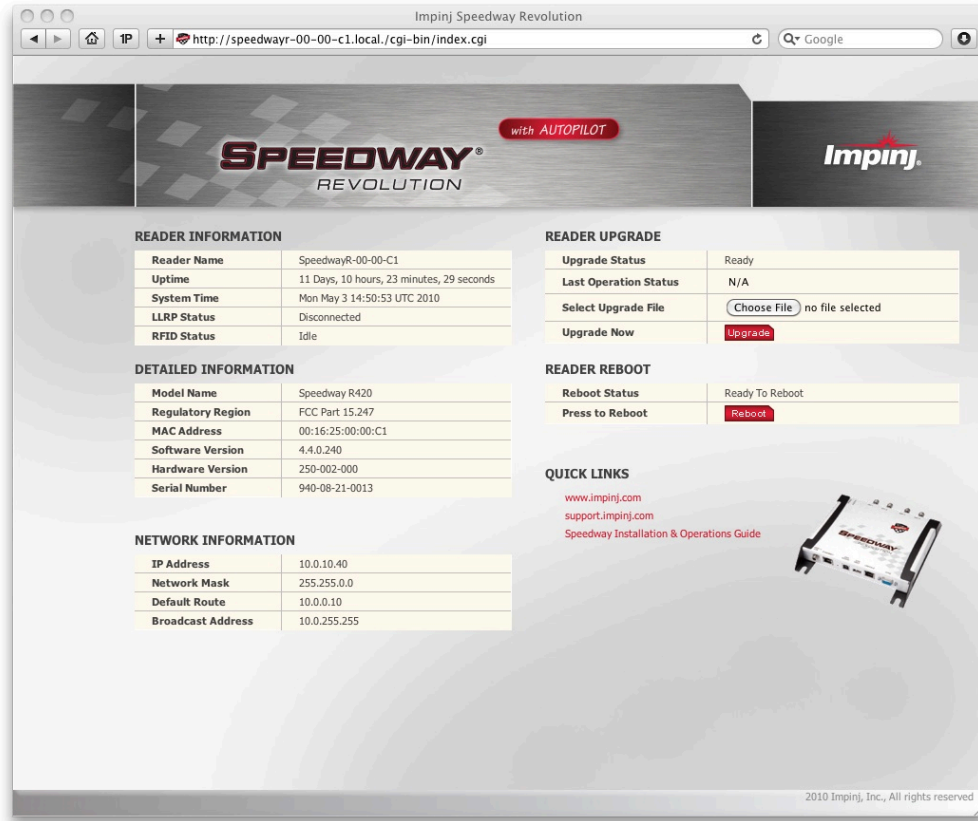 Impinj Speedway Revolution
1P
+
http://speedwayr-00-00-c1.local./cgi-bin/index.cgi
Google
with AUTOPILOT
SPEEDWAY®
REVOLUTION
Impinj.
READER INFORMATION
Reader Name SpeedwayR-00-00-C1
Uptime 11 Days, 10 hours, 23 minutes, 29 seconds
System Time Mon May 3 14:50:53 UTC 2010
LLRP Status Disconnected
RFID Status Idle
DETAILED INFORMATION
Model Name Speedway R420
Regulatory Region FCC Part 15.247
MAC Address 00:16:25:00:00:C1
Software Version 4.4.0.240
Hardware Version 250-002-000
Serial Number 940-08-21-0013
NETWORK INFORMATION
IP Address 10.0.10.40
Network Mask 255.255.0.0
Default Route 10.0.0.10
Broadcast Address 10.0.255.255
READER UPGRADE
Upgrade Status Ready
Last Operation Status N/A
Select Upgrade File Choose File no file selected
Upgrade Now Upgrade
READER REBOOT
Reboot Status Ready To Reboot
Press to Reboot Reboot
QUICK LINKS
www.impinj.com
support.impinj.com
Speedway Installation & Operations Guide
SPEEDWAY
2010 Impinj, Inc., All rights reserved